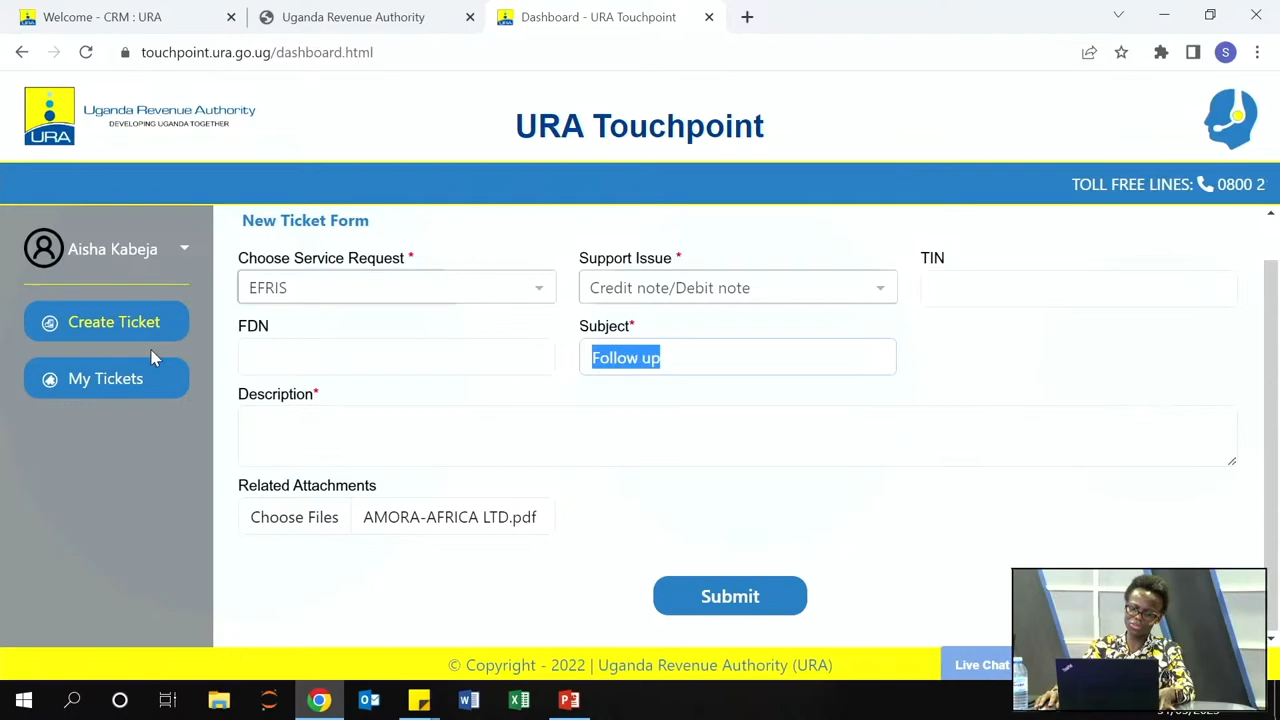 Welcome - CRM : URA
Uganda Revenue Authority
Dashboard - URA Touchpoint
touchpoint.ura.go.ug/dashboard.html
S
Uganda Revenue Authority
DEVELOPING UGANDA TOGETHER
URA
URA Touchpoint
TOLL FREE LINES: 0800 2
Aisha Kabeja
Create Ticket
My Tickets
New Ticket Form
Choose Service Request *
Support Issue *
TIN
EFRIS
Credit note/Debit note
FDN
Subject*
Follow up
Description*
Related Attachments
Choose Files
AMORA-AFRICA LTD.pdf
Submit
© Copyright - 2022 | Uganda Revenue Authority (URA)
Live Chat